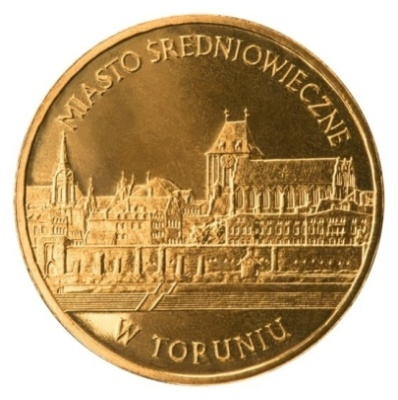 MIASTO ŚREDNIOWIECZNE
W TORUNIU